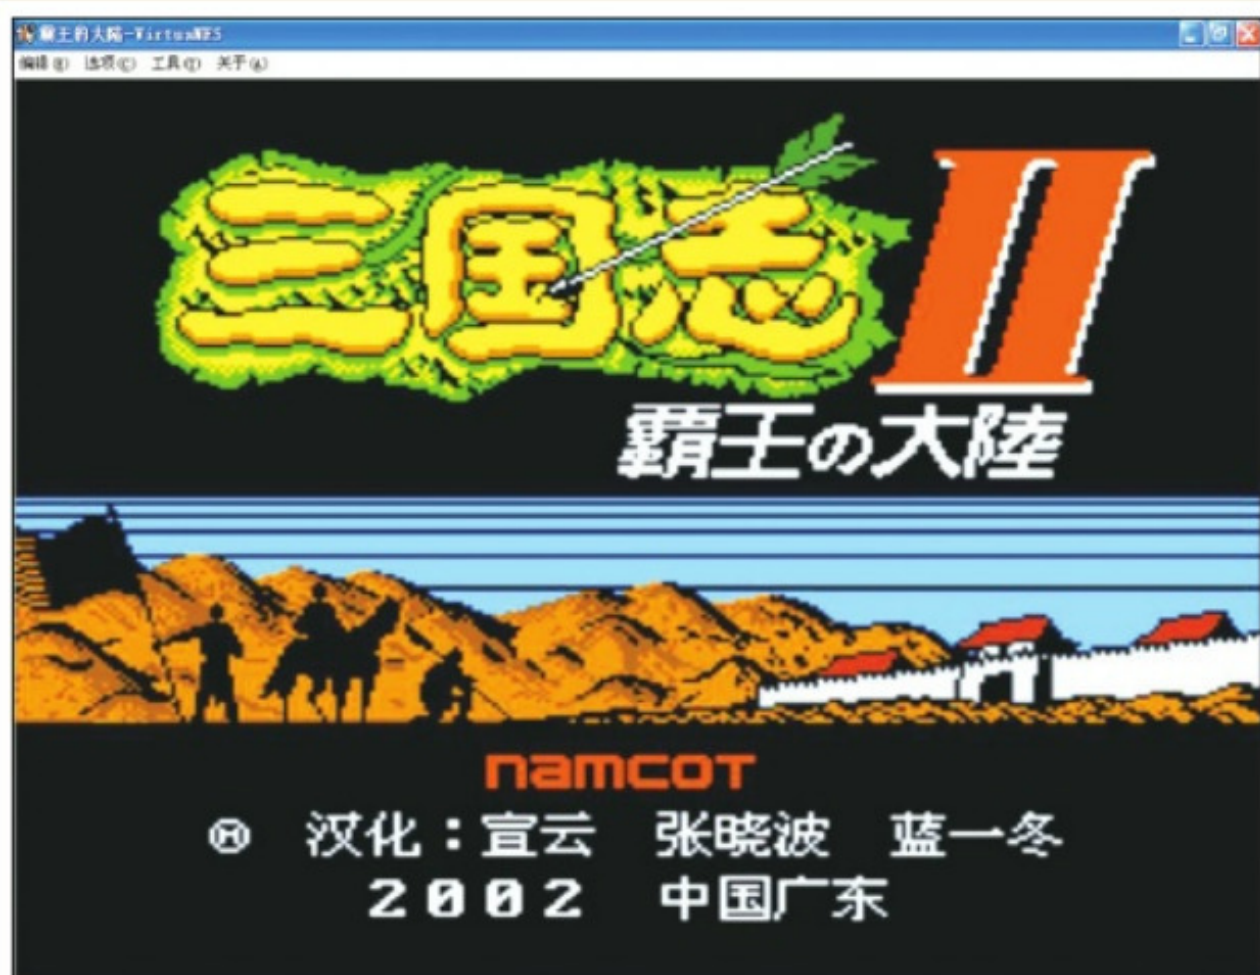 霸王的大陆-VirtuaNES
编辑(E) 选项(C) 工具(T) 关于(A)
三国志 II
覇王の大陸
namcot
Ⓗ 汉化：宣云 张晓波 蓝一冬
2002 中国广东